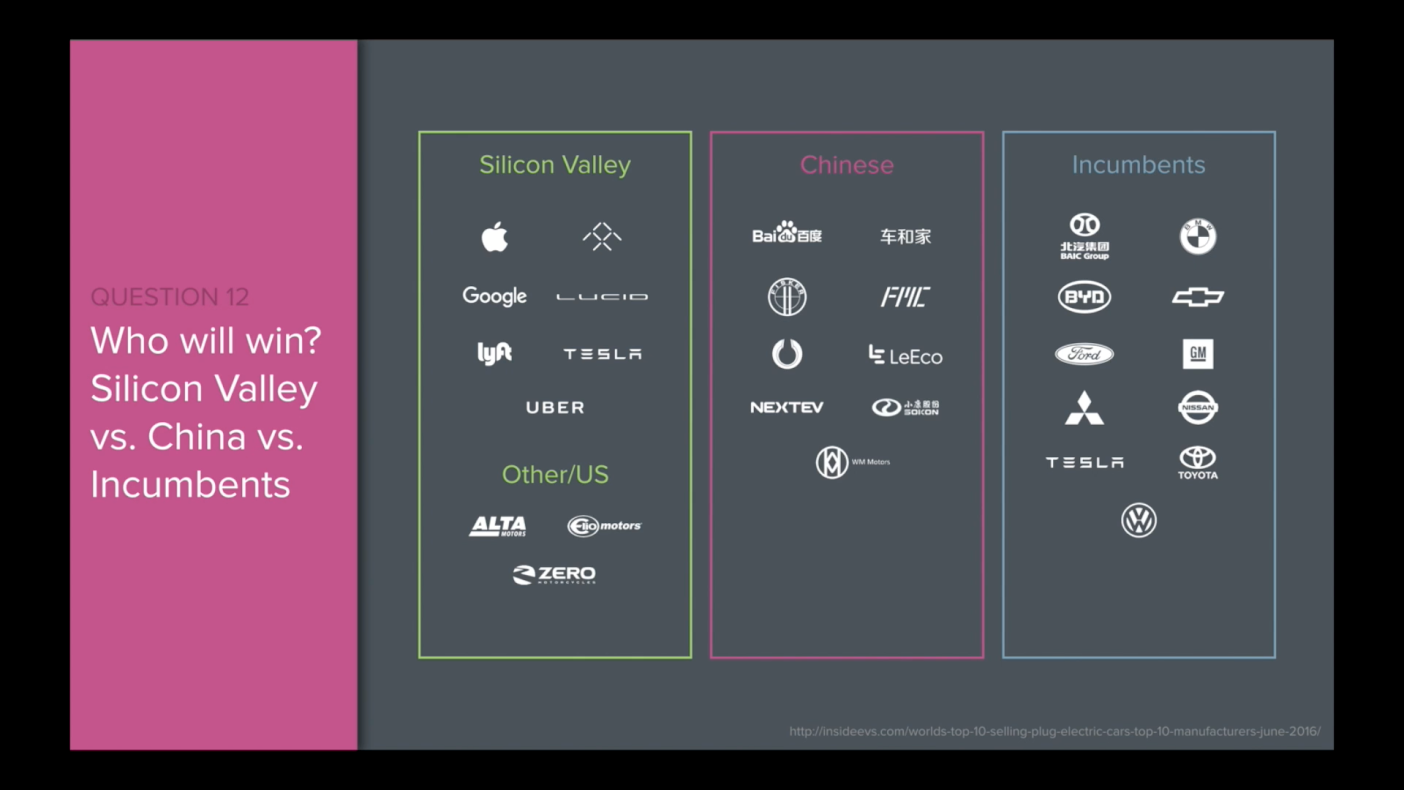 QUESTION 12
Who will win?
Silicon Valley
vs. China vs.
Incumbents
Silicon Valley
Google
LUCID
lyft
TESLA
UBER
Other/US
ALTA
MOTORS
Elio motors
ZERO
MOTORCYCLES
Chinese
Baidu百度
车和家
FISKER
FMC
LeEco
NEXTEV
小康股份
SOKON
WM Motors
Incumbents
北汽集团
BAIC Group
BMW
BYD
Ford
GM
NISSAN
TESLA
TOYOTA
http://insideevs.com/worlds-top-10-selling-plug-electric-cars-top-10-manufacturers-june-2016/